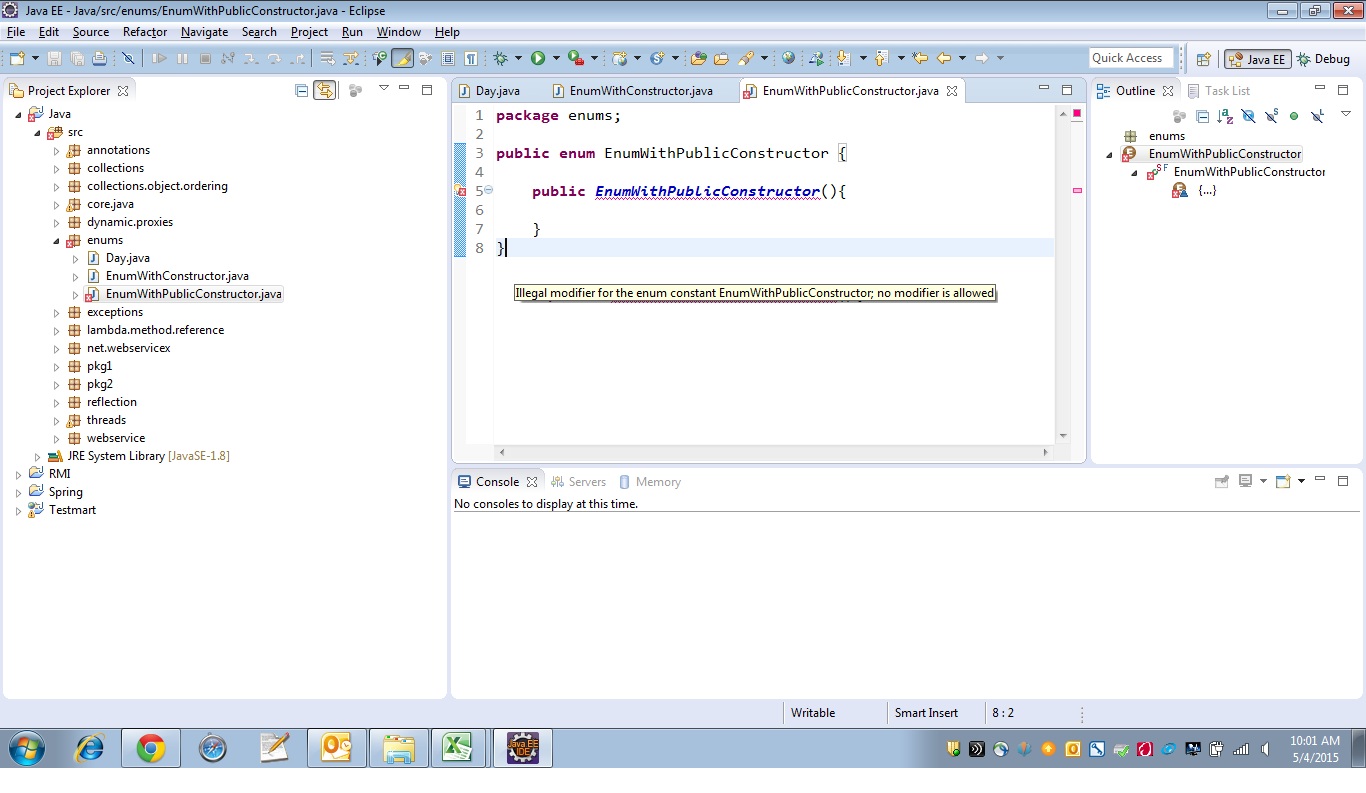 Java EE - Java/src/enums/EnumWithPublicConstructor.java - Eclipse
File Edit Source Refactor Navigate Search Project Run Window Help
Quick Access Java EE Debug
Project Explorer
Java
src
annotations
collections
collections.object.ordering
core.java
dynamic.proxies
enums
Day.java
EnumWithConstructor.java
EnumWithPublicConstructor.java
exceptions
lambda.method.reference
net.webservicex
pkg1
pkg2
reflection
threads
webservice
JRE System Library [JavaSE-1.8]
RMI
Spring
Testmart
Day.java EnumWithConstructor.java EnumWithPublicConstructor.java
1 package enums;
2
3 public enum EnumWithPublicConstructor {
4
5 public EnumWithPublicConstructor(){
6
7 }
8 }
Illegal modifier for the enum constant EnumWithPublicConstructor; no modifier is allowed
Outline Task List
enums
EnumWithPublicConstructor
EnumWithPublicConstructor
{...}
Console Servers Memory
No consoles to display at this time.
Writable Smart Insert 8 : 2
Java EE
IDE
10:01 AM
5/4/2015